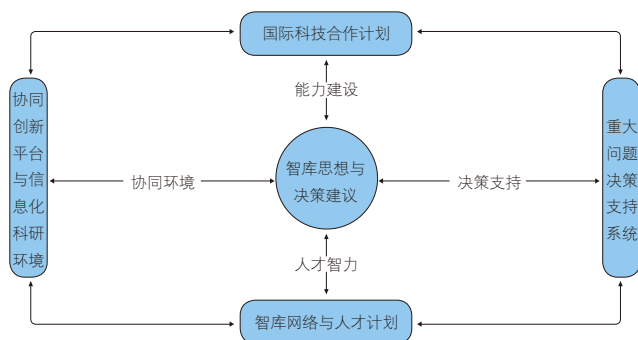 国际科技合作计划
能力建设
协同
创新
平台
与信
息化
科研
环境
协同环境
智库思想与
决策建议
决策支持
重大
问题
决策
支持
系统
人才智力
智库网络与人才计划